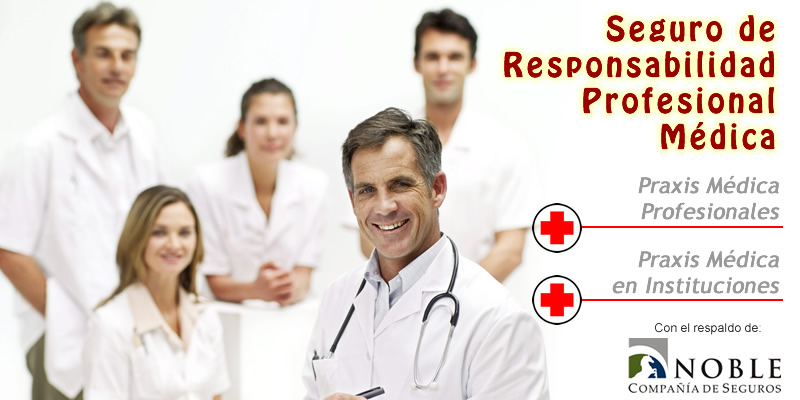 Seguro de
Responsabilidad
Profesional
Médica
Praxis Médica
Profesionales
Praxis Médica
en Instituciones
Con el respaldo de:
NOBLE
COMPAÑÍA DE SEGUROS